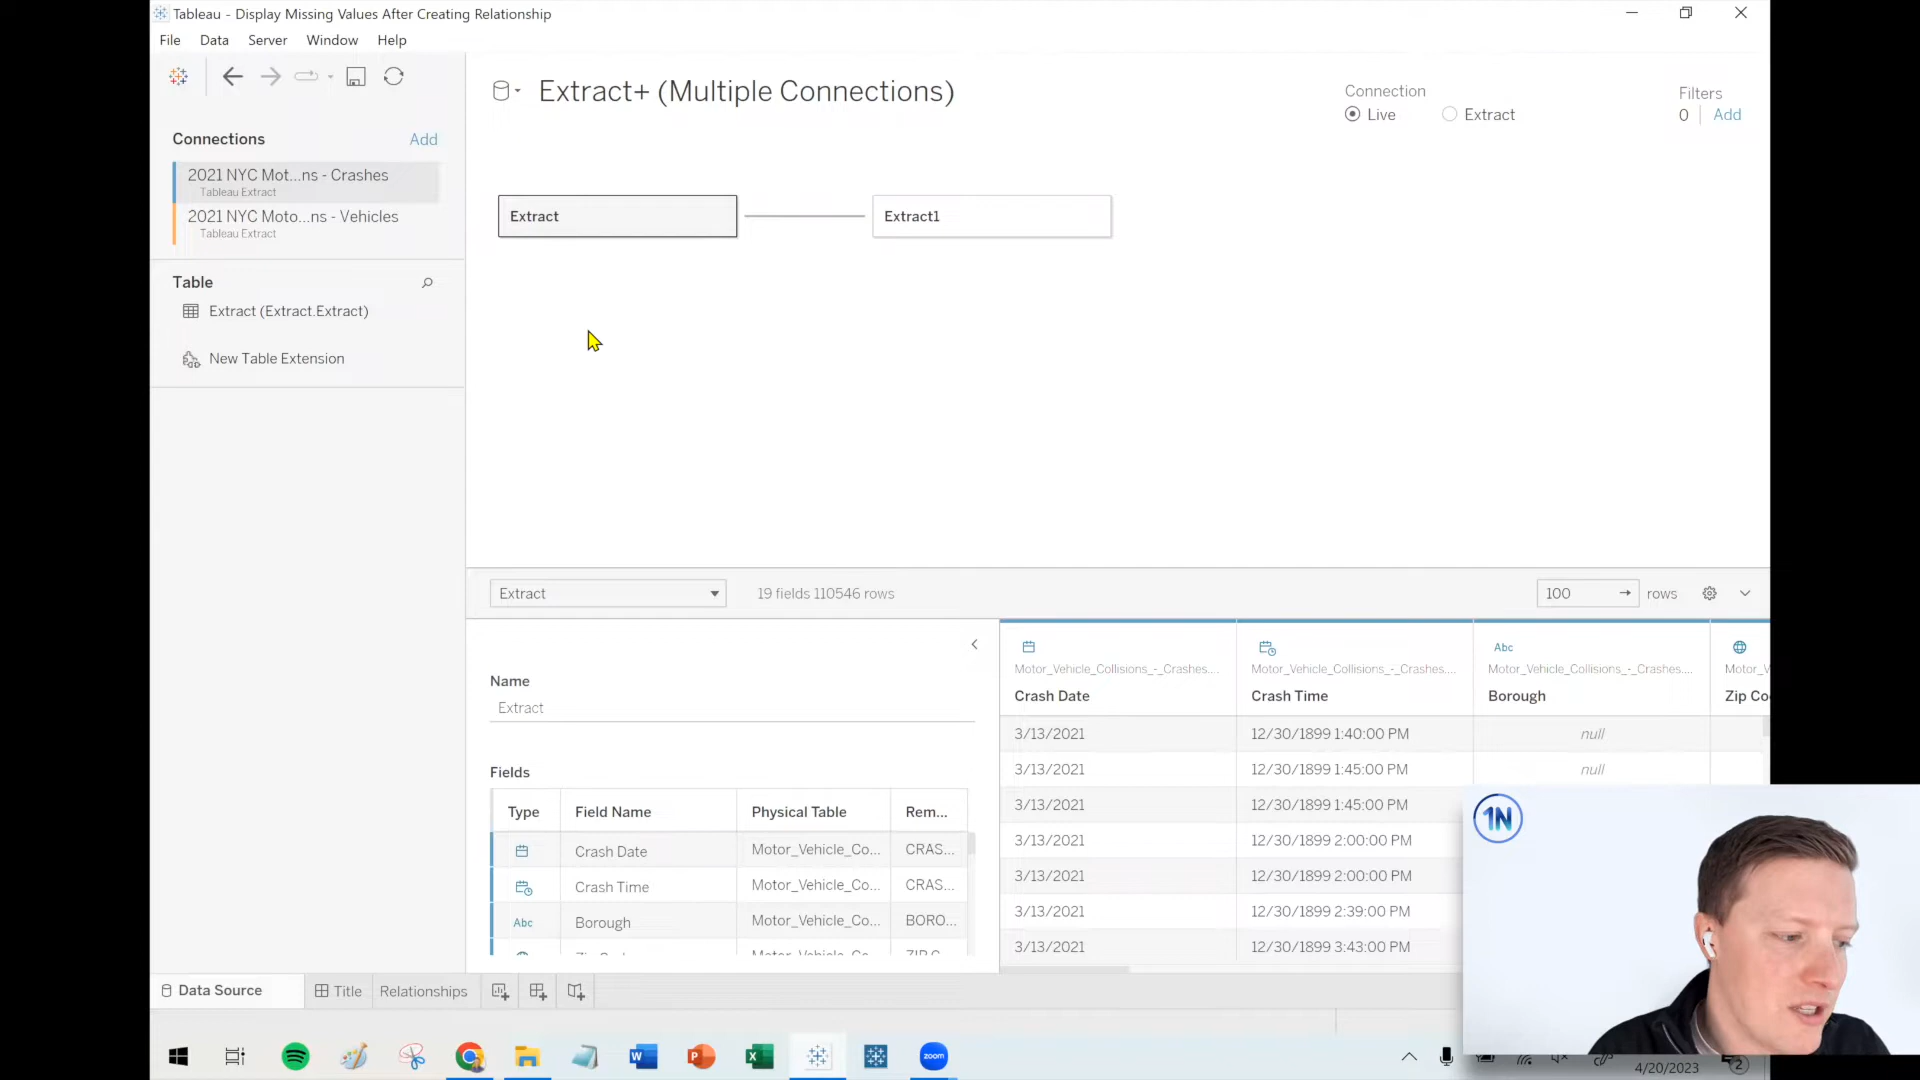 Tableau - Display Missing Values After Creating Relationship
File Data Server Window Help
Extract+ (Multiple Connections)
Connection
Live Extract
Filters
0 Add
Connections Add
2021 NYC Mot...ns - Crashes
Tableau Extract
2021 NYC Moto...ns - Vehicles
Tableau Extract
Extract
Extract1
Table
Extract (Extract.Extract)
New Table Extension
Extract
19 fields 110546 rows
100 → rows
Name
Extract
Fields
Type Field Name Physical Table Rem...
Crash Date Motor_Vehicle_Co... CRAS...
Crash Time Motor_Vehicle_Co... CRAS...
Abc Borough Motor_Vehicle_Co... BORO...
Abc
Motor_Vehicle_Collisions_-_Crashes.... Motor_Vehicle_Collisions_-_Crashes.... Motor_Vehicle_Collisions_-_Crashes.... Motor_V
Crash Date Crash Time Borough Zip Co
3/13/2021 12/30/1899 1:40:00 PM null
3/13/2021 12/30/1899 1:45:00 PM null
3/13/2021 12/30/1899 1:45:00 PM
3/13/2021 12/30/1899 2:00:00 PM
3/13/2021 12/30/1899 2:00:00 PM
3/13/2021 12/30/1899 2:39:00 PM
3/13/2021 12/30/1899 3:43:00 PM
1N
Data Source Title Relationships
zoom
4/20/2023
2